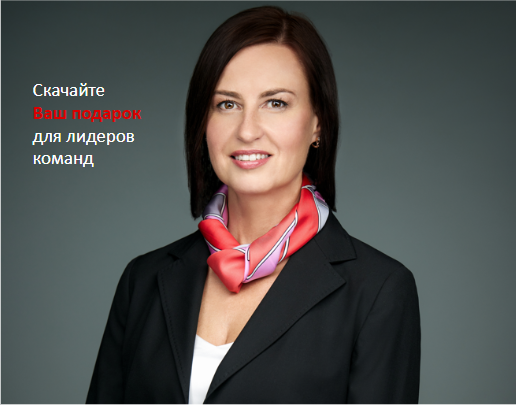 Скачайте
Ваш подарок
для лидеров
команд